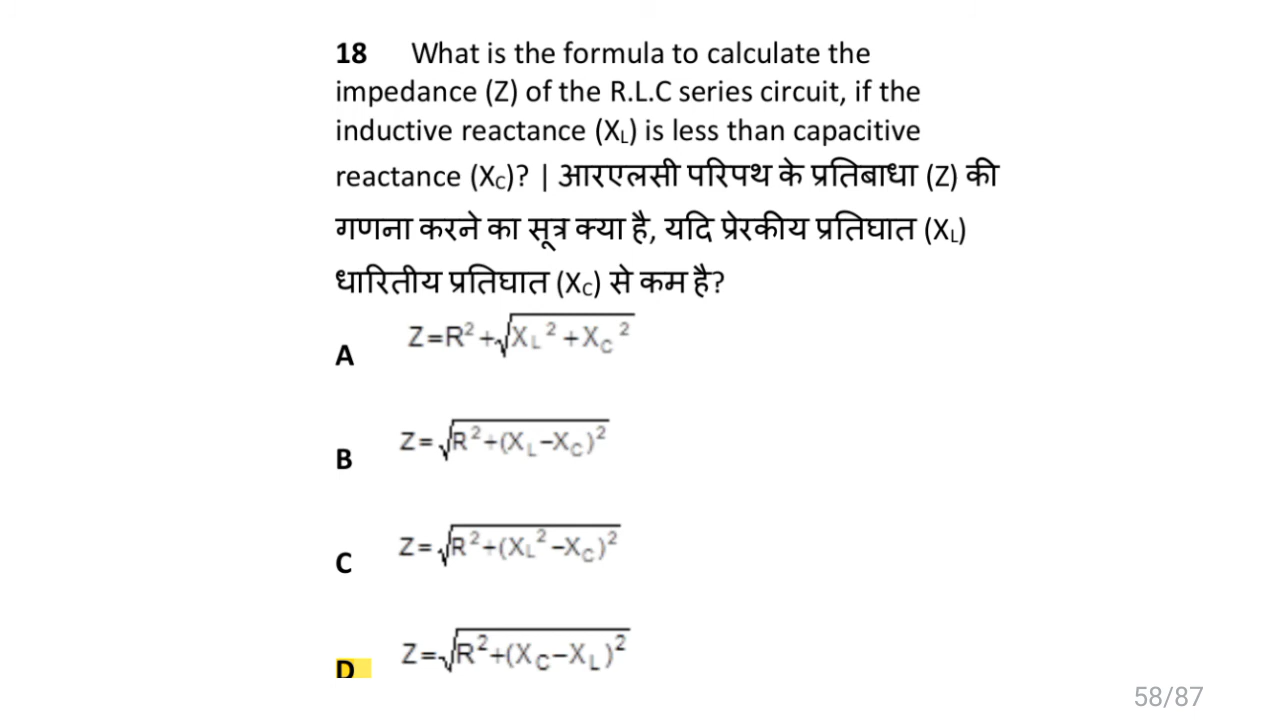 18 What is the formula to calculate the
impedance (Z) of the R.L.C series circuit, if the
inductive reactance (XL) is less than capacitive
reactance (XC)? | आरएलसी परिपथ के प्रतिबाधा (Z) की
गणना करने का सूत्र क्या है, यदि प्रेरकीय प्रतिघात (XL)
धारितीय प्रतिघात (XC) से कम है?
A Z=R²+√XL²+XC²
B Z=√R²+(XL−XC)²
C Z=√R²+(XL²−XC)²
D Z=√R²+(XC−XL)²
58/87